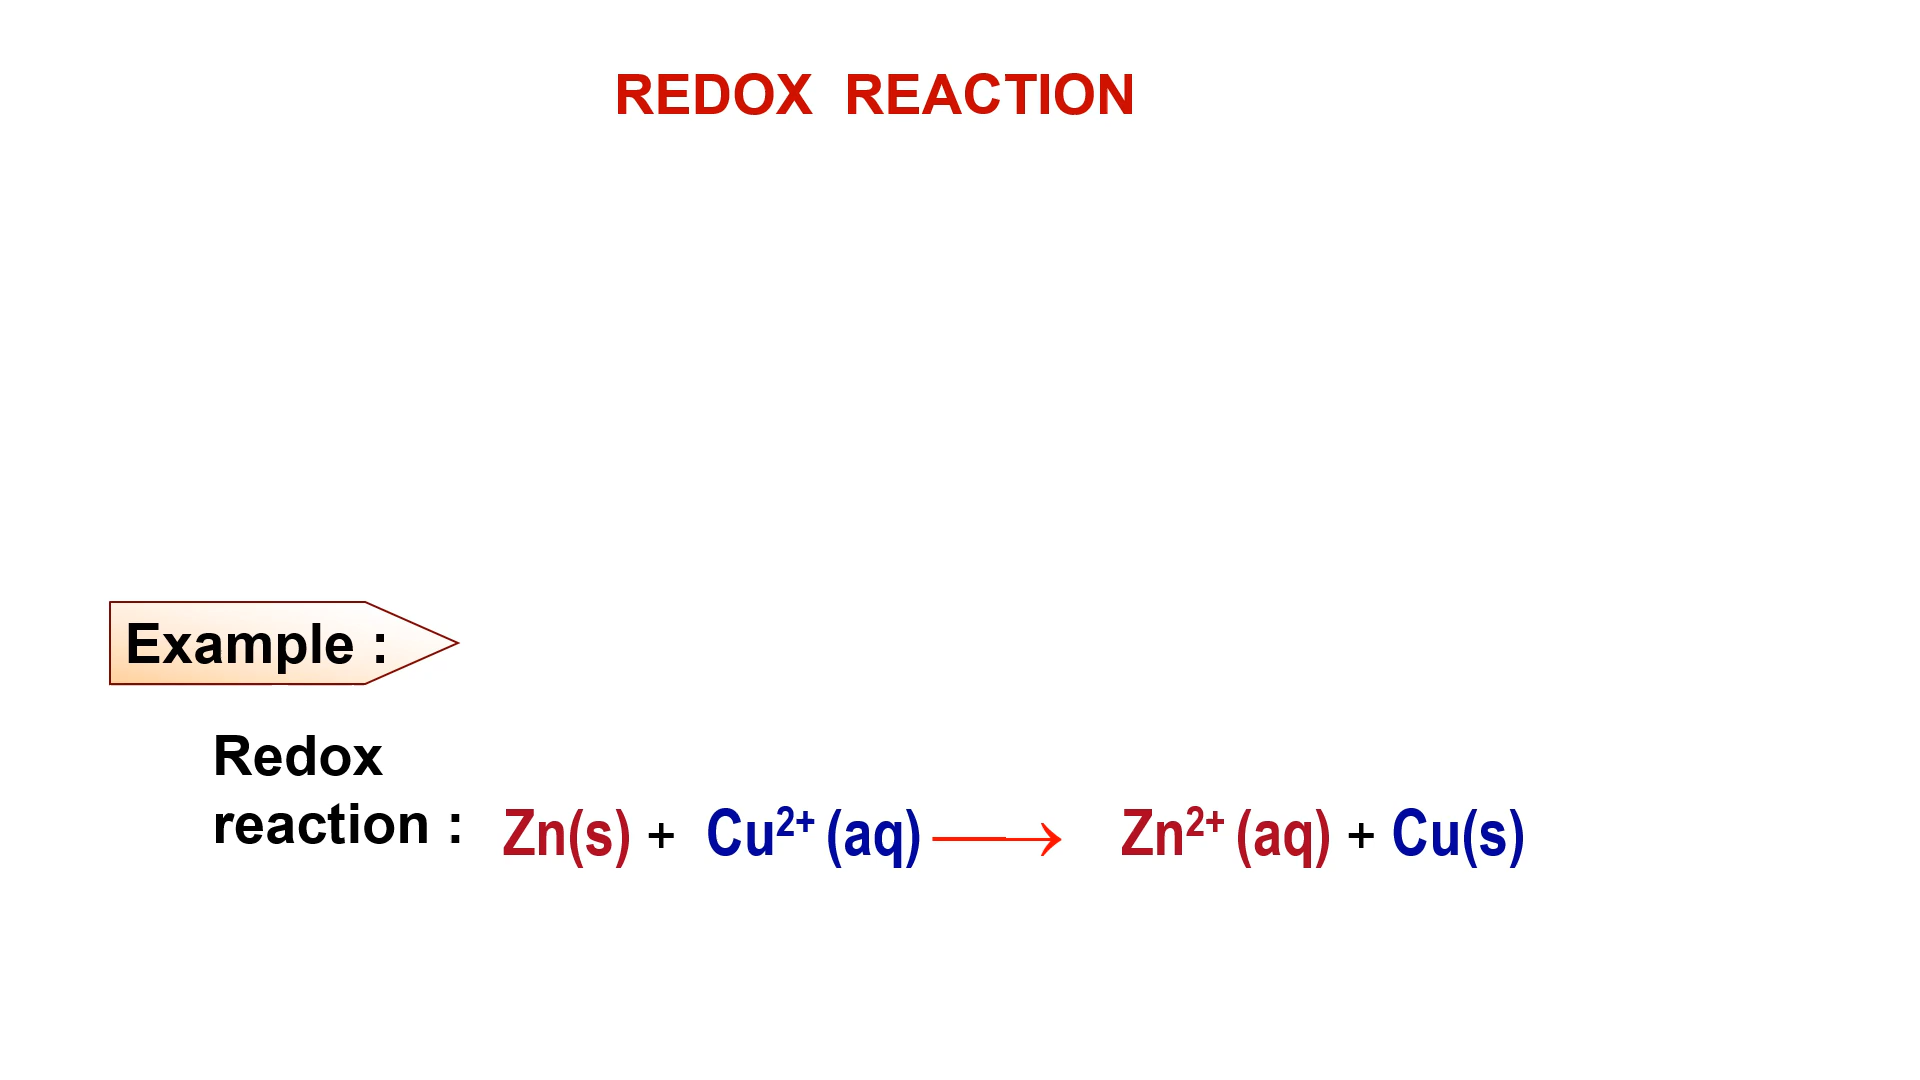 REDOX REACTION
Example :
Redox
reaction : Zn(s) + Cu²⁺ (aq) ⟶ Zn²⁺ (aq) + Cu(s)